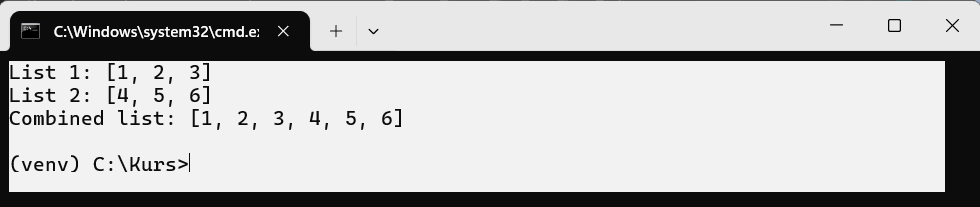 C:\Windows\system32\cmd.e
List 1: [1, 2, 3]
List 2: [4, 5, 6]
Combined list: [1, 2, 3, 4, 5, 6]
(venv) C:\Kurs>